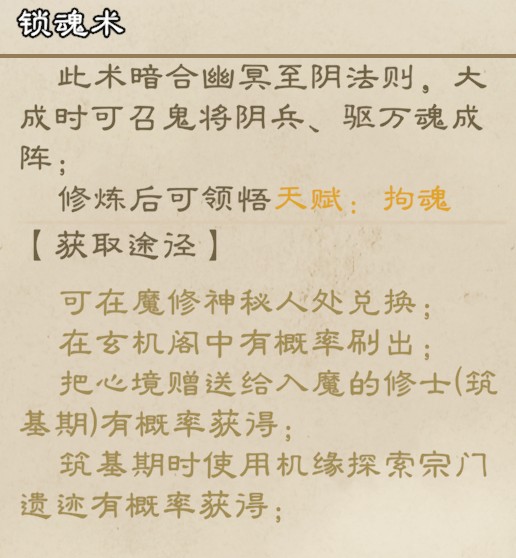 锁魂术
此术暗合幽冥至阴法则，大
成时可召鬼将阴兵、驱万魂成
阵；
修炼后可领悟天赋：拘魂
【获取途径】
可在魔修神秘人处兑换；
在玄机阁中有概率刷出；
把心境赠送给入魔的修士(筑
基期)有概率获得；
筑基期时使用机缘探索宗门
遗迹有概率获得；